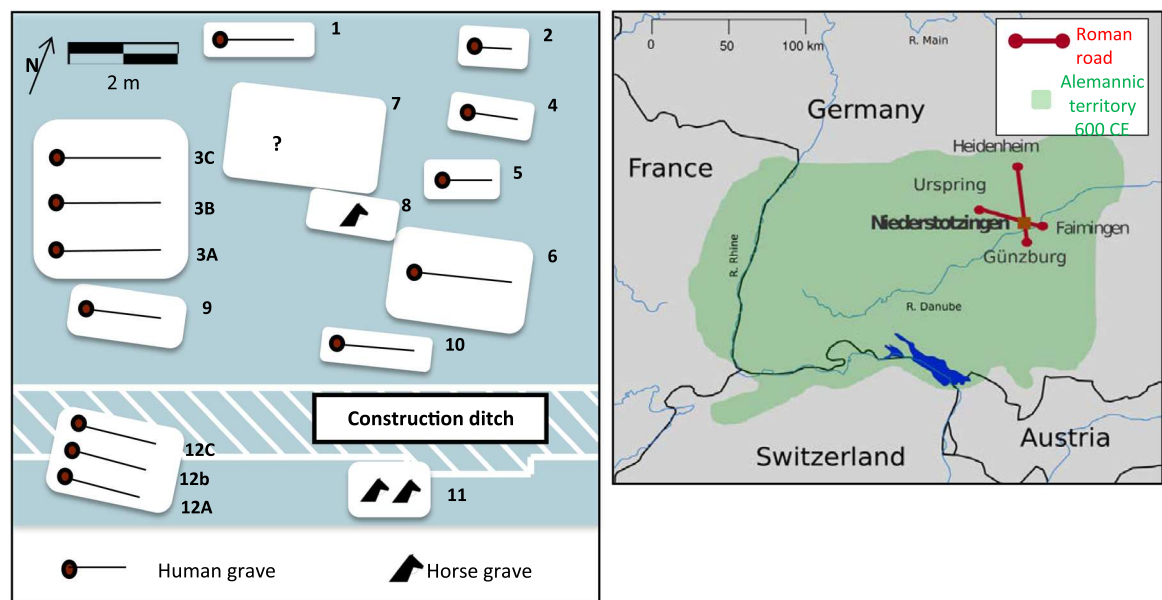 1
2
N
2 m
7
4
?
3C
5
3B
8
3A
6
9
10
Construction ditch
12C
12b
11
12A
Human grave
Horse grave
0
50
100 km
R. Main
Roman
road
Alemannic
territory
600 CE
Germany
France
Heidenheim
Urspring
Niederstotzingen
Faimingen
Günzburg
R. Rhine
R. Danube
Switzerland
Austria